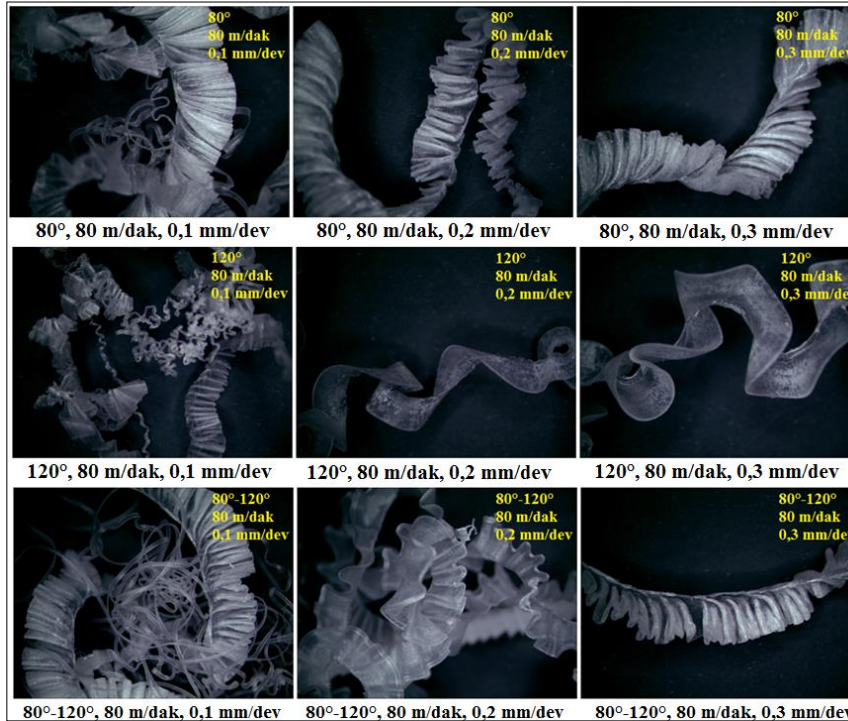 80°
80 m/dak
0,1 mm/dev
80°
80 m/dak
0,2 mm/dev
80°
80 m/dak
0,3 mm/dev
80°, 80 m/dak, 0,1 mm/dev
80°, 80 m/dak, 0,2 mm/dev
80°, 80 m/dak, 0,3 mm/dev
120°
80 m/dak
0,1 mm/dev
120°
80 m/dak
0,2 mm/dev
120°
80 m/dak
0,3 mm/dev
120°, 80 m/dak, 0,1 mm/dev
120°, 80 m/dak, 0,2 mm/dev
120°, 80 m/dak, 0,3 mm/dev
80°-120°
80 m/dak
0,1 mm/dev
80°-120°
80 m/dak
0,2 mm/dev
80°-120°
80 m/dak
0,3 mm/dev
80°-120°, 80 m/dak, 0,1 mm/dev
80°-120°, 80 m/dak, 0,2 mm/dev
80°-120°, 80 m/dak, 0,3 mm/dev